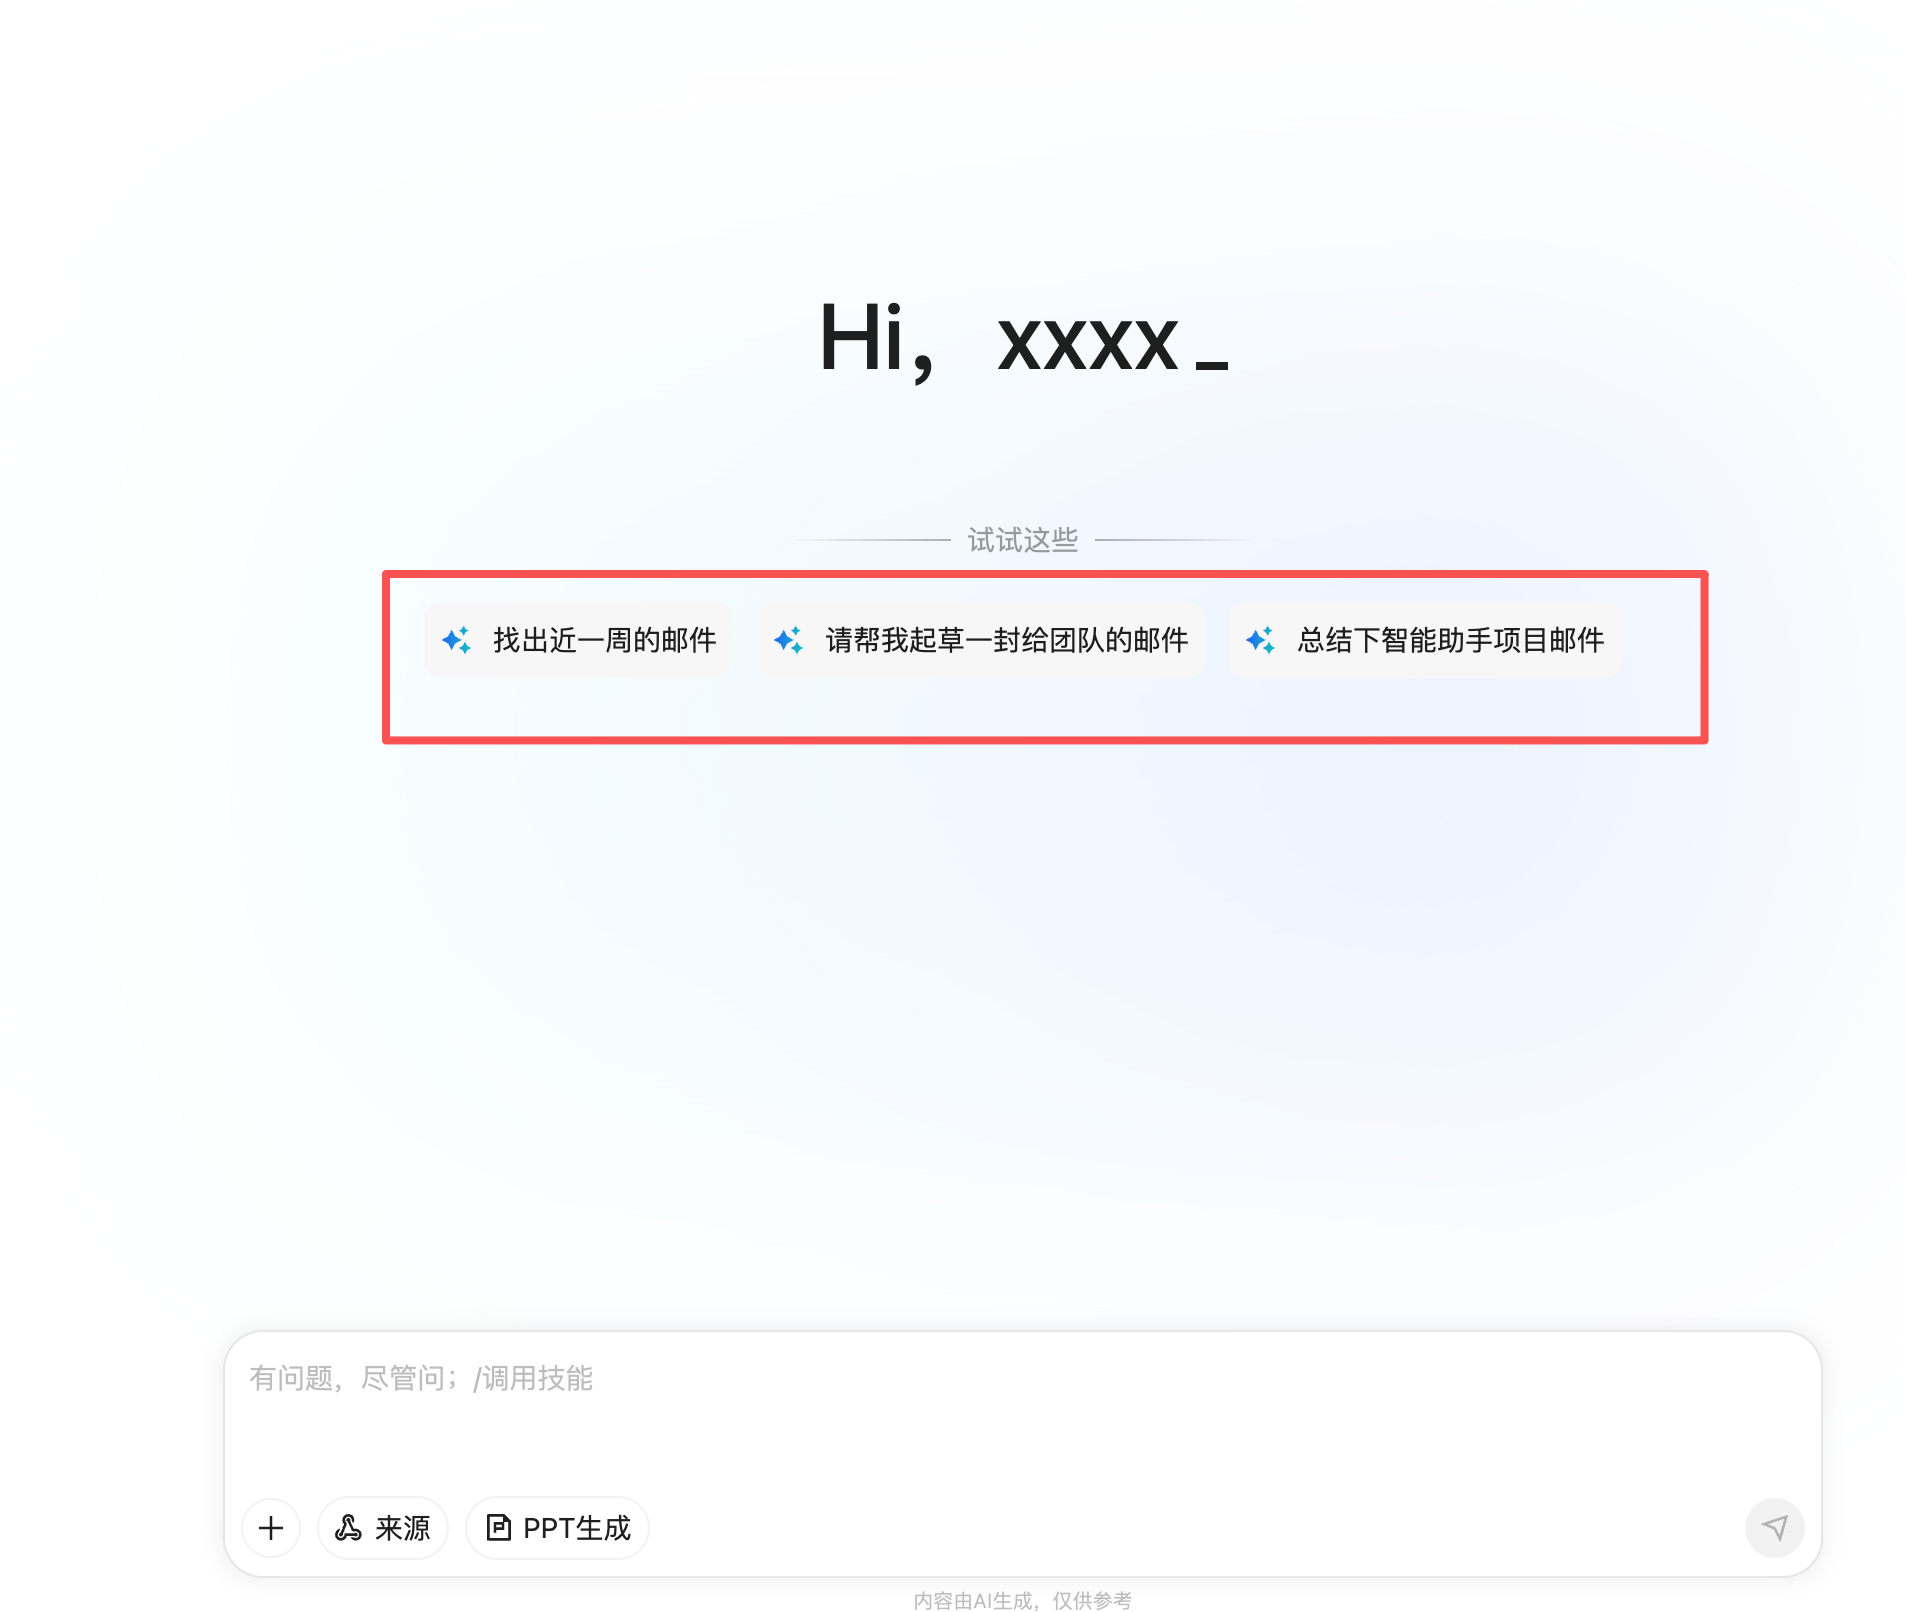 Hi，xxxx_
试试这些
找出近一周的邮件
请帮我起草一封给团队的邮件
总结下智能助手项目邮件
有问题，尽管问；/调用技能
来源
PPT生成
内容由AI生成，仅供参考